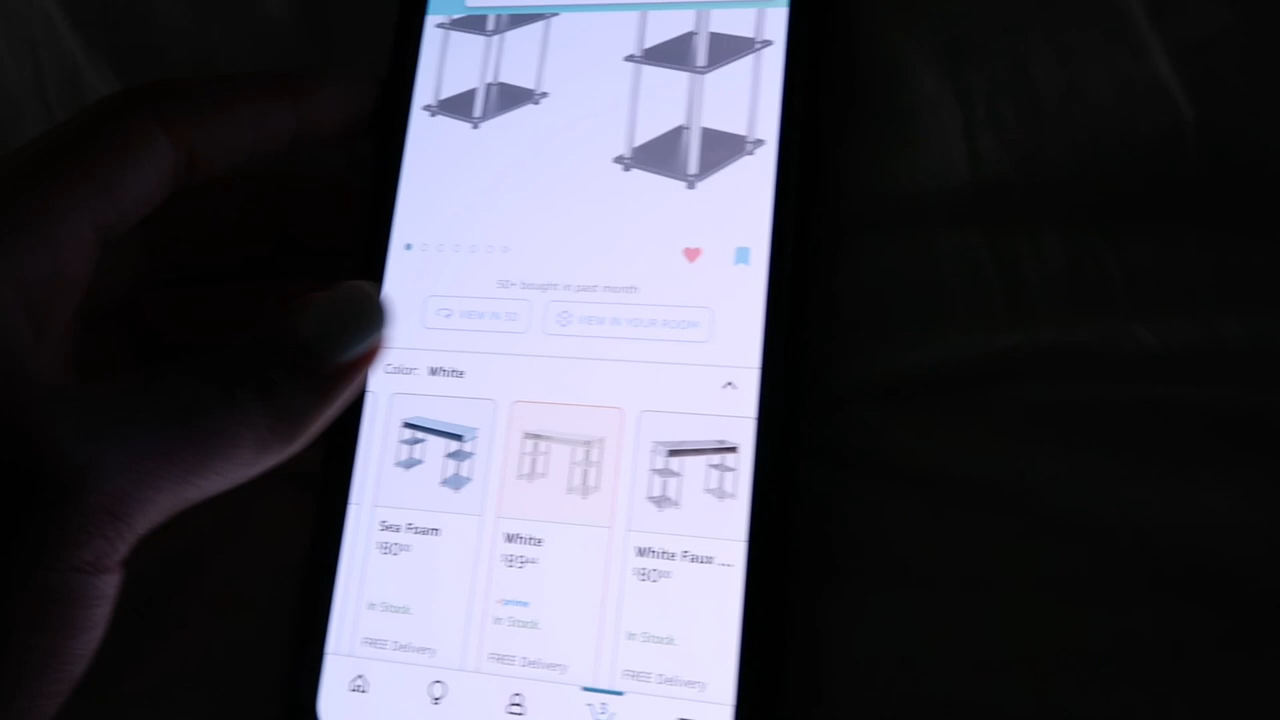 50+ bought in past month
VIEW IN 3D
VIEW IN YOUR ROOM
Color: White
Sea Foam
White
White Faux ...
prime
In Stock.
In Stock.
In Stock.
FREE Delivery
FREE Delivery
FREE Delivery